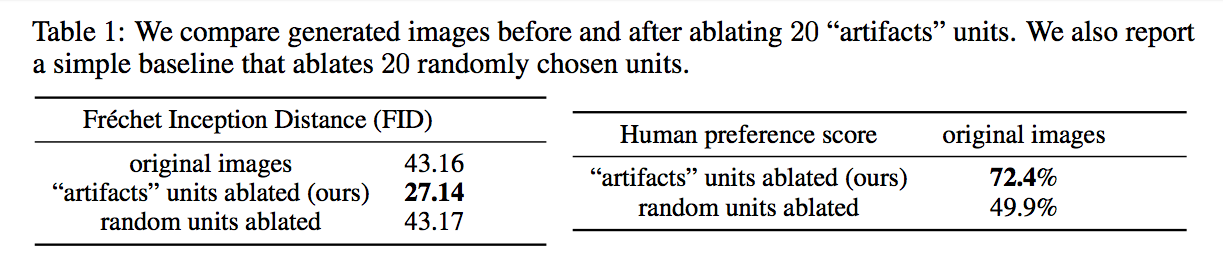 Table 1: We compare generated images before and after ablating 20 “artifacts” units. We also report
a simple baseline that ablates 20 randomly chosen units.
Fréchet Inception Distance (FID)
original images 43.16
“artifacts” units ablated (ours) 27.14
random units ablated 43.17
Human preference score original images
“artifacts” units ablated (ours) 72.4%
random units ablated 49.9%